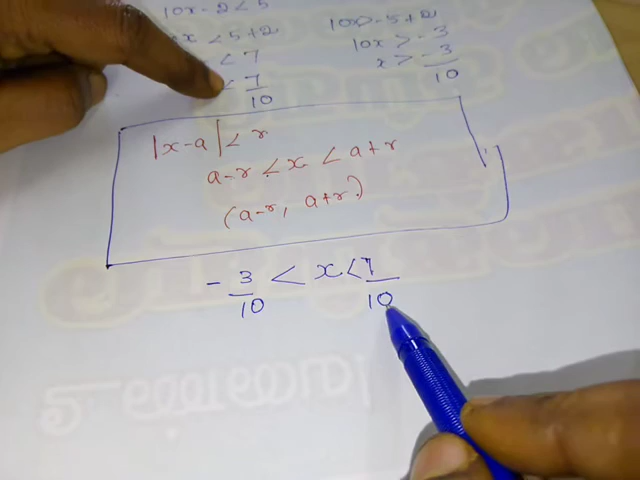 10x - 2 < 5
x < 5 + 2
< 7
< 7/10
10x > -5 + 2
10x > -3
x > -3/10
|x - a| < r
a - r < x < a + r
(a - r, a + r)
- 3/10 < x < 7/10